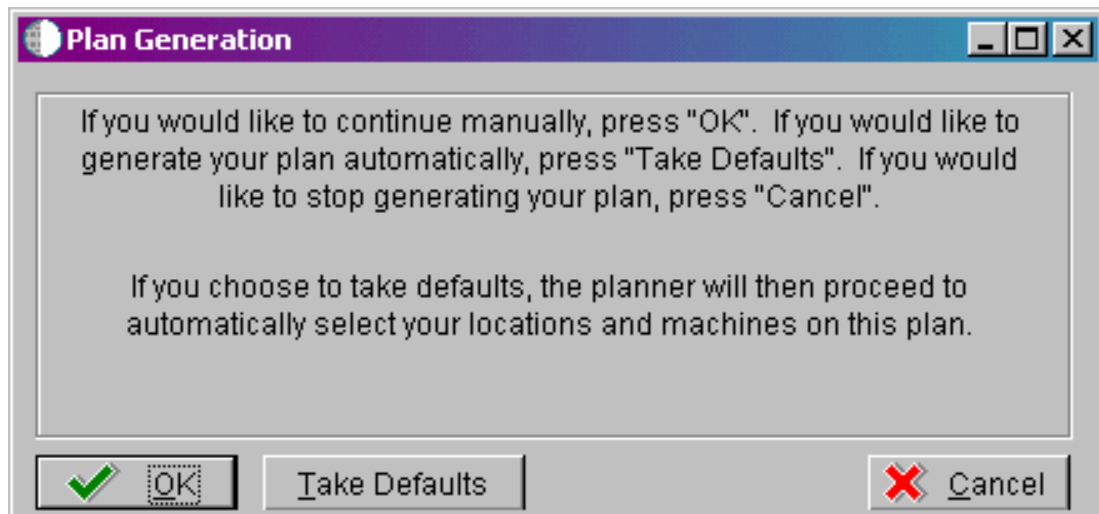 Plan Generation
If you would like to continue manually, press "OK".  If you would like to
generate your plan automatically, press "Take Defaults".  If you would
like to stop generating your plan, press "Cancel".
If you choose to take defaults, the planner will then proceed to
automatically select your locations and machines on this plan.
OK
Take Defaults
Cancel